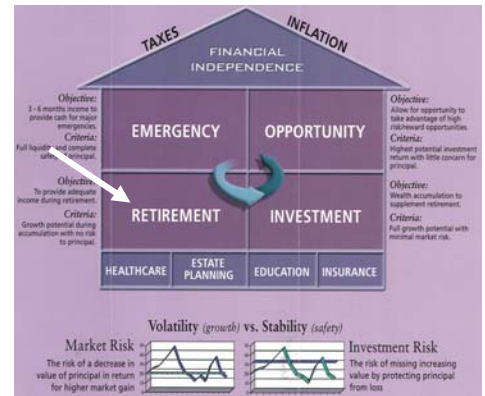 TAXES
INFLATION
FINANCIAL
INDEPENDENCE
Objective:
3 - 6 months income to
provide cash for major
emergencies.
Criteria:
Full liquidity and complete
safety principal.
EMERGENCY
OPPORTUNITY
Objective:
Allow for opportunity to
take advantage of high
risk/reward opportunities.
Criteria:
Highest potential investment
return with little concern for
principal.
Objective:
To provide adequate
income during retirement.
Criteria:
Growth potential during
accumulation with no risk
to principal.
RETIREMENT
INVESTMENT
Objective:
Wealth accumulation to
supplement retirement.
Criteria:
Full growth potential with
minimal market risk.
HEALTHCARE
ESTATE
PLANNING
EDUCATION
INSURANCE
Volatility (growth) vs. Stability (safety)
Market Risk
The risk of a decrease in
value of principal in return
for higher market gain
Investment Risk
The risk of missing increasing
value by protecting principal
from loss